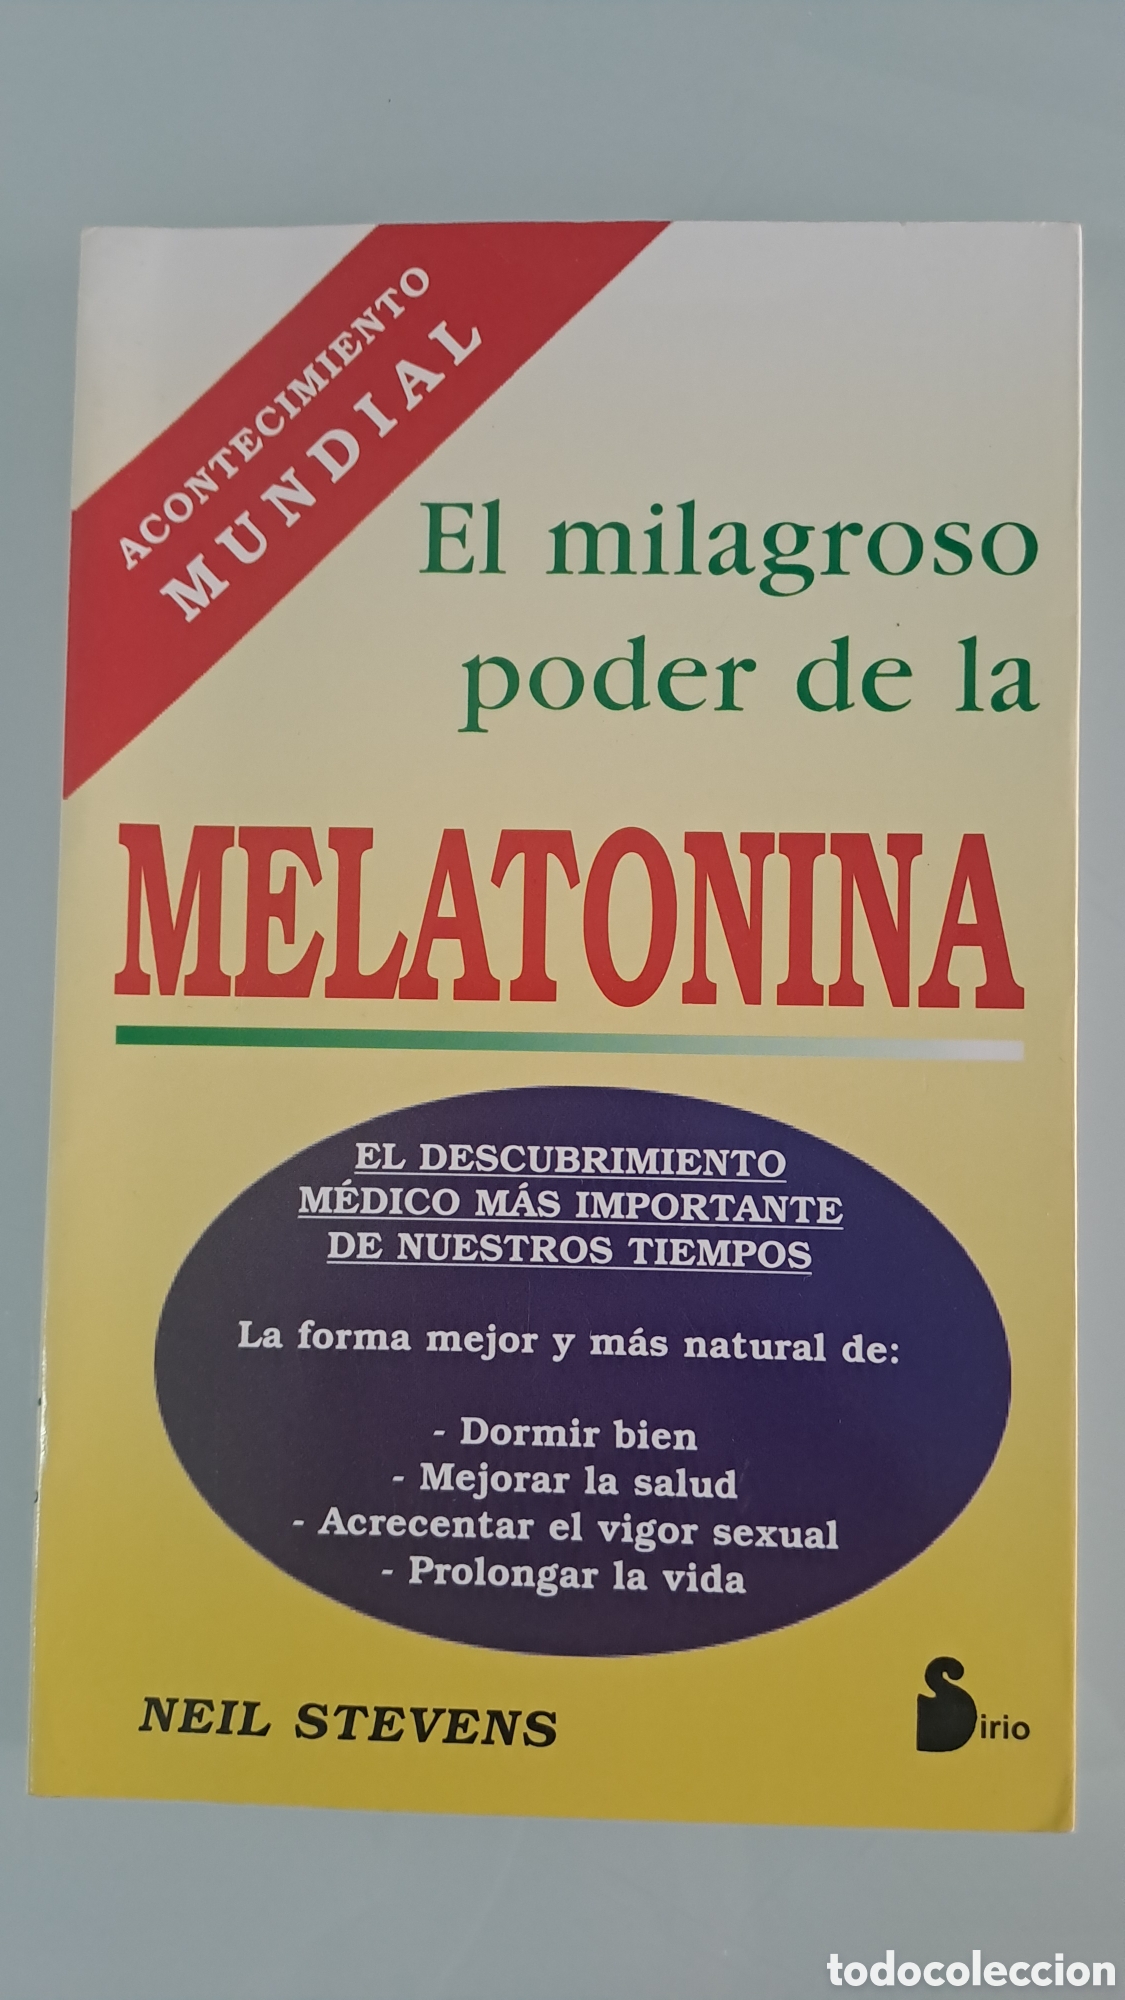 ACONTECIMIENTO
MUNDIAL
El milagroso
poder de la
MELATONINA
EL DESCUBRIMIENTO
MÉDICO MÁS IMPORTANTE
DE NUESTROS TIEMPOS
La forma mejor y más natural de:
- Dormir bien
- Mejorar la salud
- Acrecentar el vigor sexual
- Prolongar la vida
NEIL STEVENS
Sirio
todocoleccion